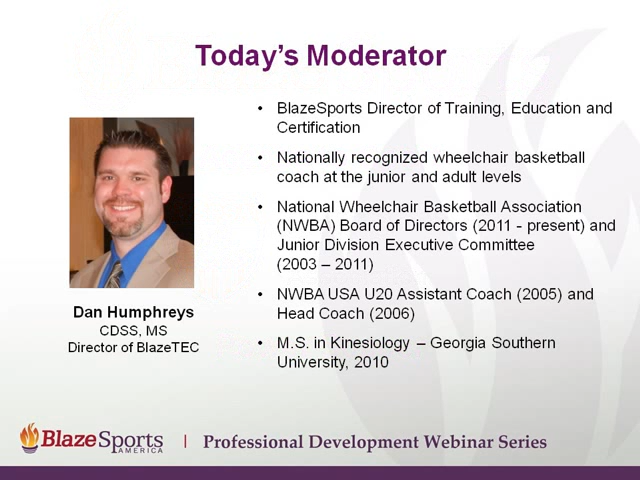 Today's Moderator
• BlazeSports Director of Training, Education and
Certification
• Nationally recognized wheelchair basketball
coach at the junior and adult levels
• National Wheelchair Basketball Association
(NWBA) Board of Directors (2011 - present) and
Junior Division Executive Committee
(2003 – 2011)
• NWBA USA U20 Assistant Coach (2005) and
Head Coach (2006)
• M.S. in Kinesiology – Georgia Southern
University, 2010
Dan Humphreys
CDSS, MS
Director of BlazeTEC
BlazeSports
AMERICA
| Professional Development Webinar Series